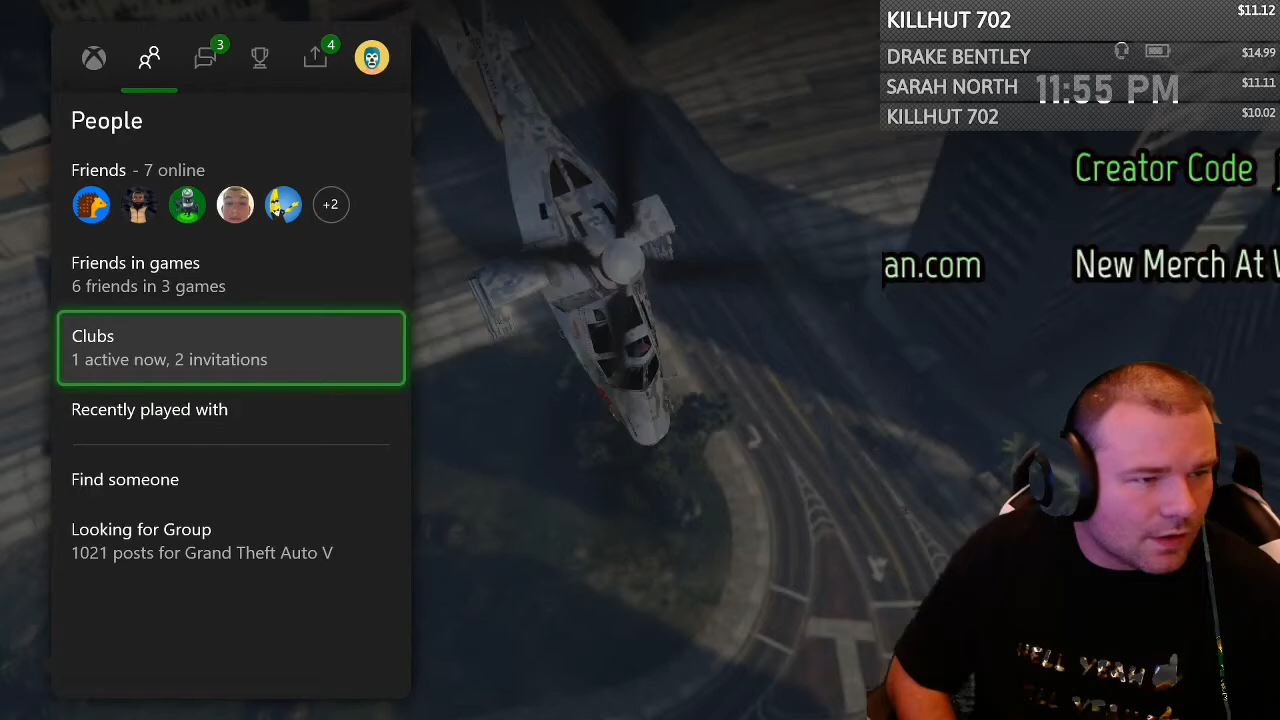 3
4
People
Friends - 7 online
+2
Friends in games
6 friends in 3 games
Clubs
1 active now, 2 invitations
Recently played with
Find someone
Looking for Group
1021 posts for Grand Theft Auto V
KILLHUT 702 $11.12
DRAKE BENTLEY $14.99
SARAH NORTH $11.11
11:55 PM
KILLHUT 702 $10.02
Creator Code
an.com New Merch At
HELL YEAH